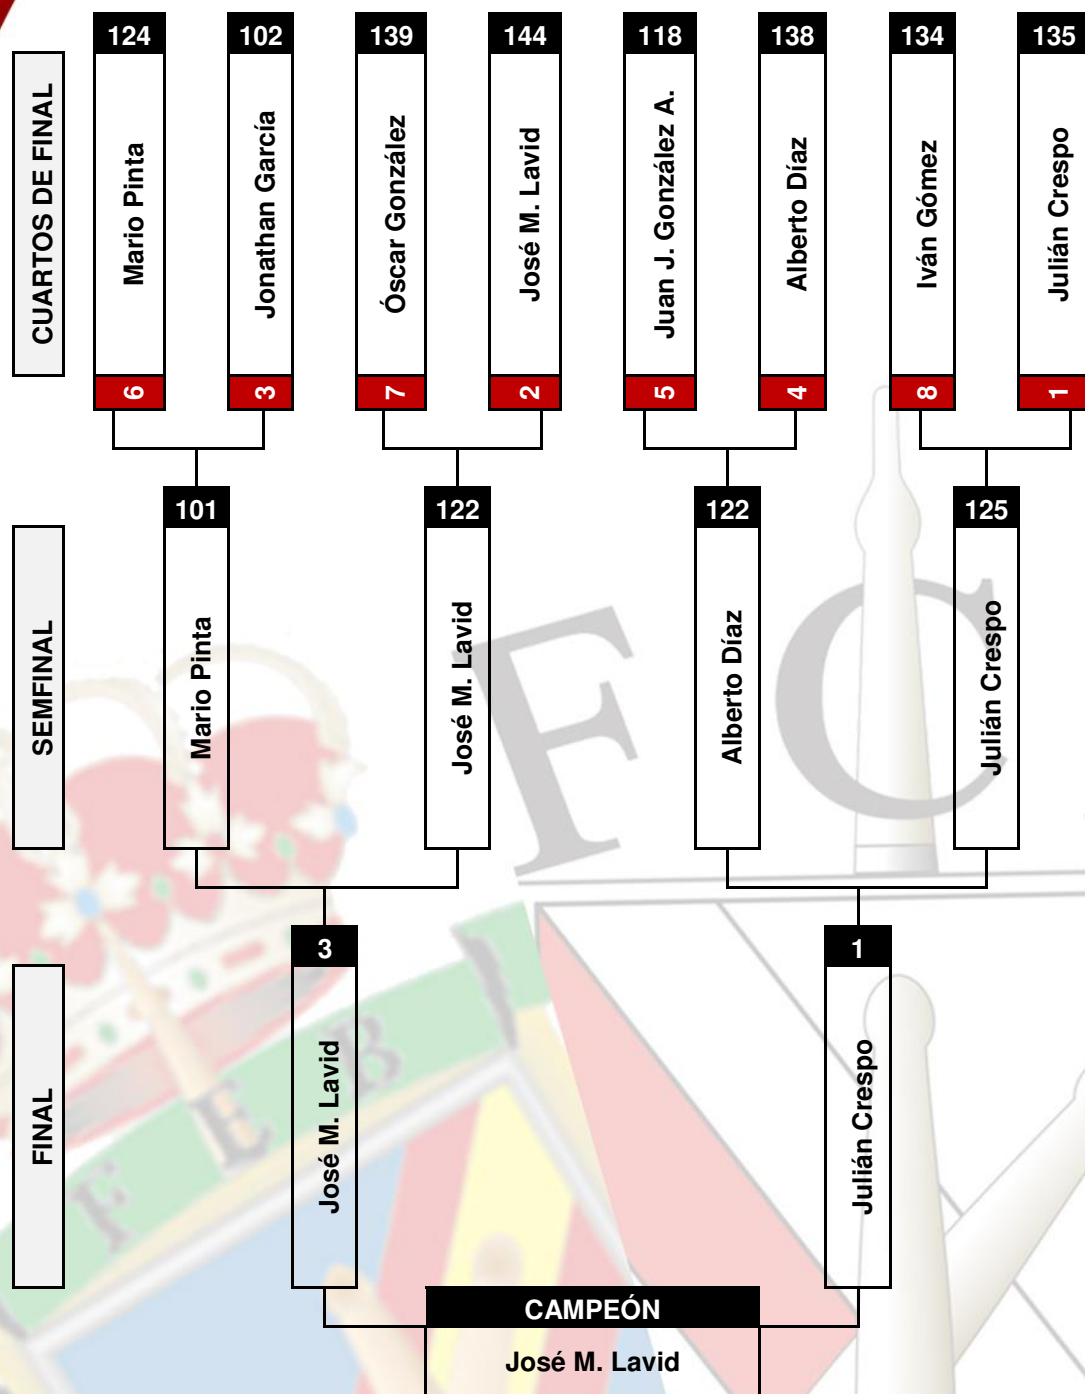 124 102 139 144 118 138 134 135
CUARTOS DE FINAL
Mario Pinta
Jonathan García
Óscar González
José M. Lavid
Juan J. González A.
Alberto Díaz
Iván Gómez
Julián Crespo
6 3 7 2 5 4 8 1
101 122 122 125
SEMFINAL
Mario Pinta
José M. Lavid
Alberto Díaz
Julián Crespo
F C
3 1
FINAL
José M. Lavid
Julián Crespo
F E B
CAMPEÓN
José M. Lavid